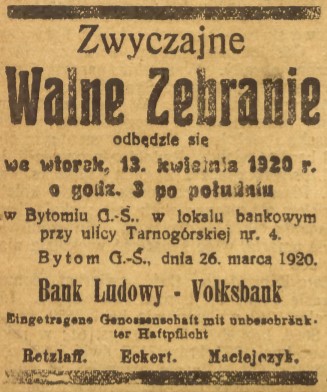 Zwyczajne
Walne Zebranie
odbędzie się
we wtorek, 13. kwietnia 1920 r.
o godz. 3 po południu
w Bytomiu G.-Ś., w lokalu bankowym
przy ulicy Tarnogórskiej nr. 4.
Bytom G.-Ś., dnia 26. marca 1920.
Bank Ludowy - Volksbank
Eingetragene Genossenschaft mit unbeschränk-
ter Haftpflicht
Retzlaff. Eckert. Maciejczyk.